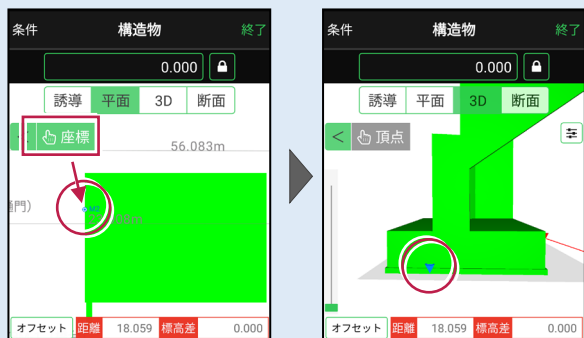 条件 構造物 終了
0.000
誘導 平面 3D 断面
< 座標
56.083m
樋門)
M2
オフセット 距離 18.059 標高差 0.000
条件 構造物 終了
0.000
誘導 平面 3D 断面
< 頂点
オフセット 距離 18.059 標高差 0.000